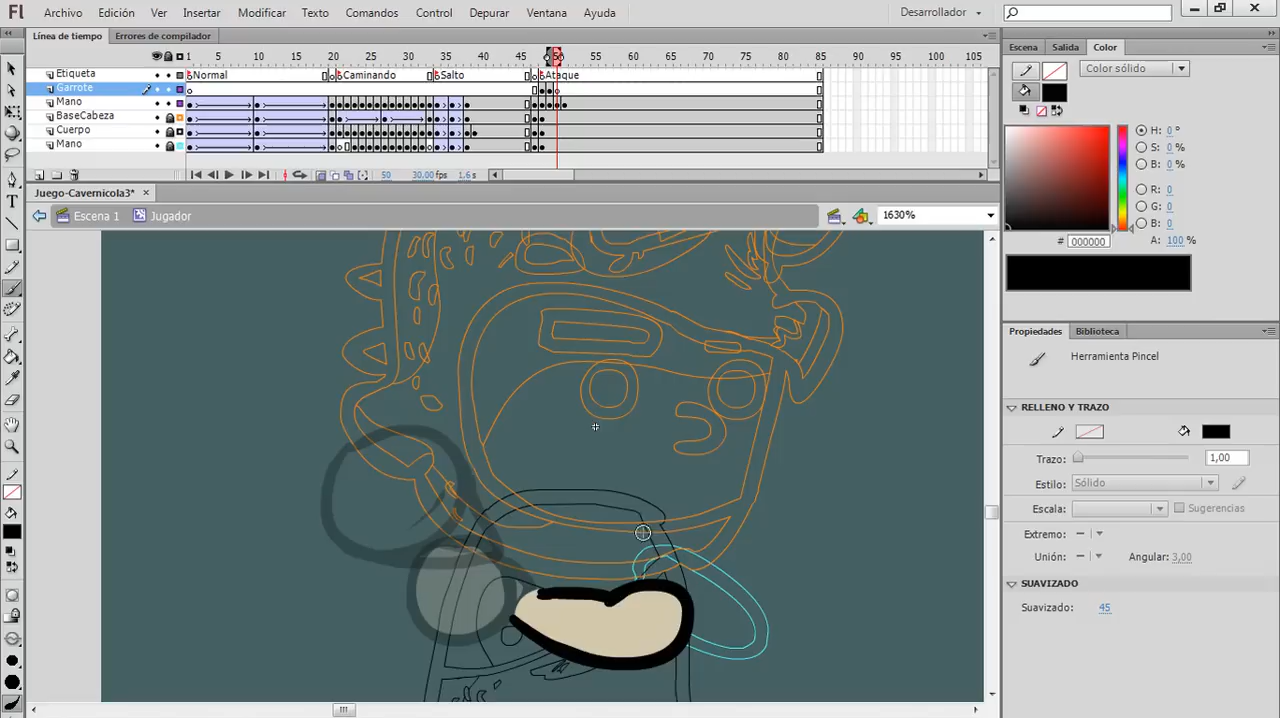 Fl Archivo Edición Ver Insertar Modificar Texto Comandos Control Depurar Ventana Ayuda Desarrollador
Línea de tiempo Errores de compilador
1 5 10 15 20 25 30 35 40 45 50 55 60 65 70 75 80 85 90 95 100 105
Etiqueta Normal Caminando Salto Ataque
Garrote
Mano
BaseCabeza
Cuerpo
Mano
50 30.00 fps 1.6 s
Juego-Cavernicola3* ×
Escena 1 Jugador 1630%
Escena Salida Color
Color sólido
H: 0 °
S: 0 %
B: 0 %
R: 0
G: 0
B: 0
# 000000 A: 100 %
Propiedades Biblioteca
Herramienta Pincel
RELLENO Y TRAZO
Trazo: 1,00
Estilo: Sólido
Escala: Sugerencias
Extremo:
Unión: Angular: 3,00
SUAVIZADO
Suavizado: 45